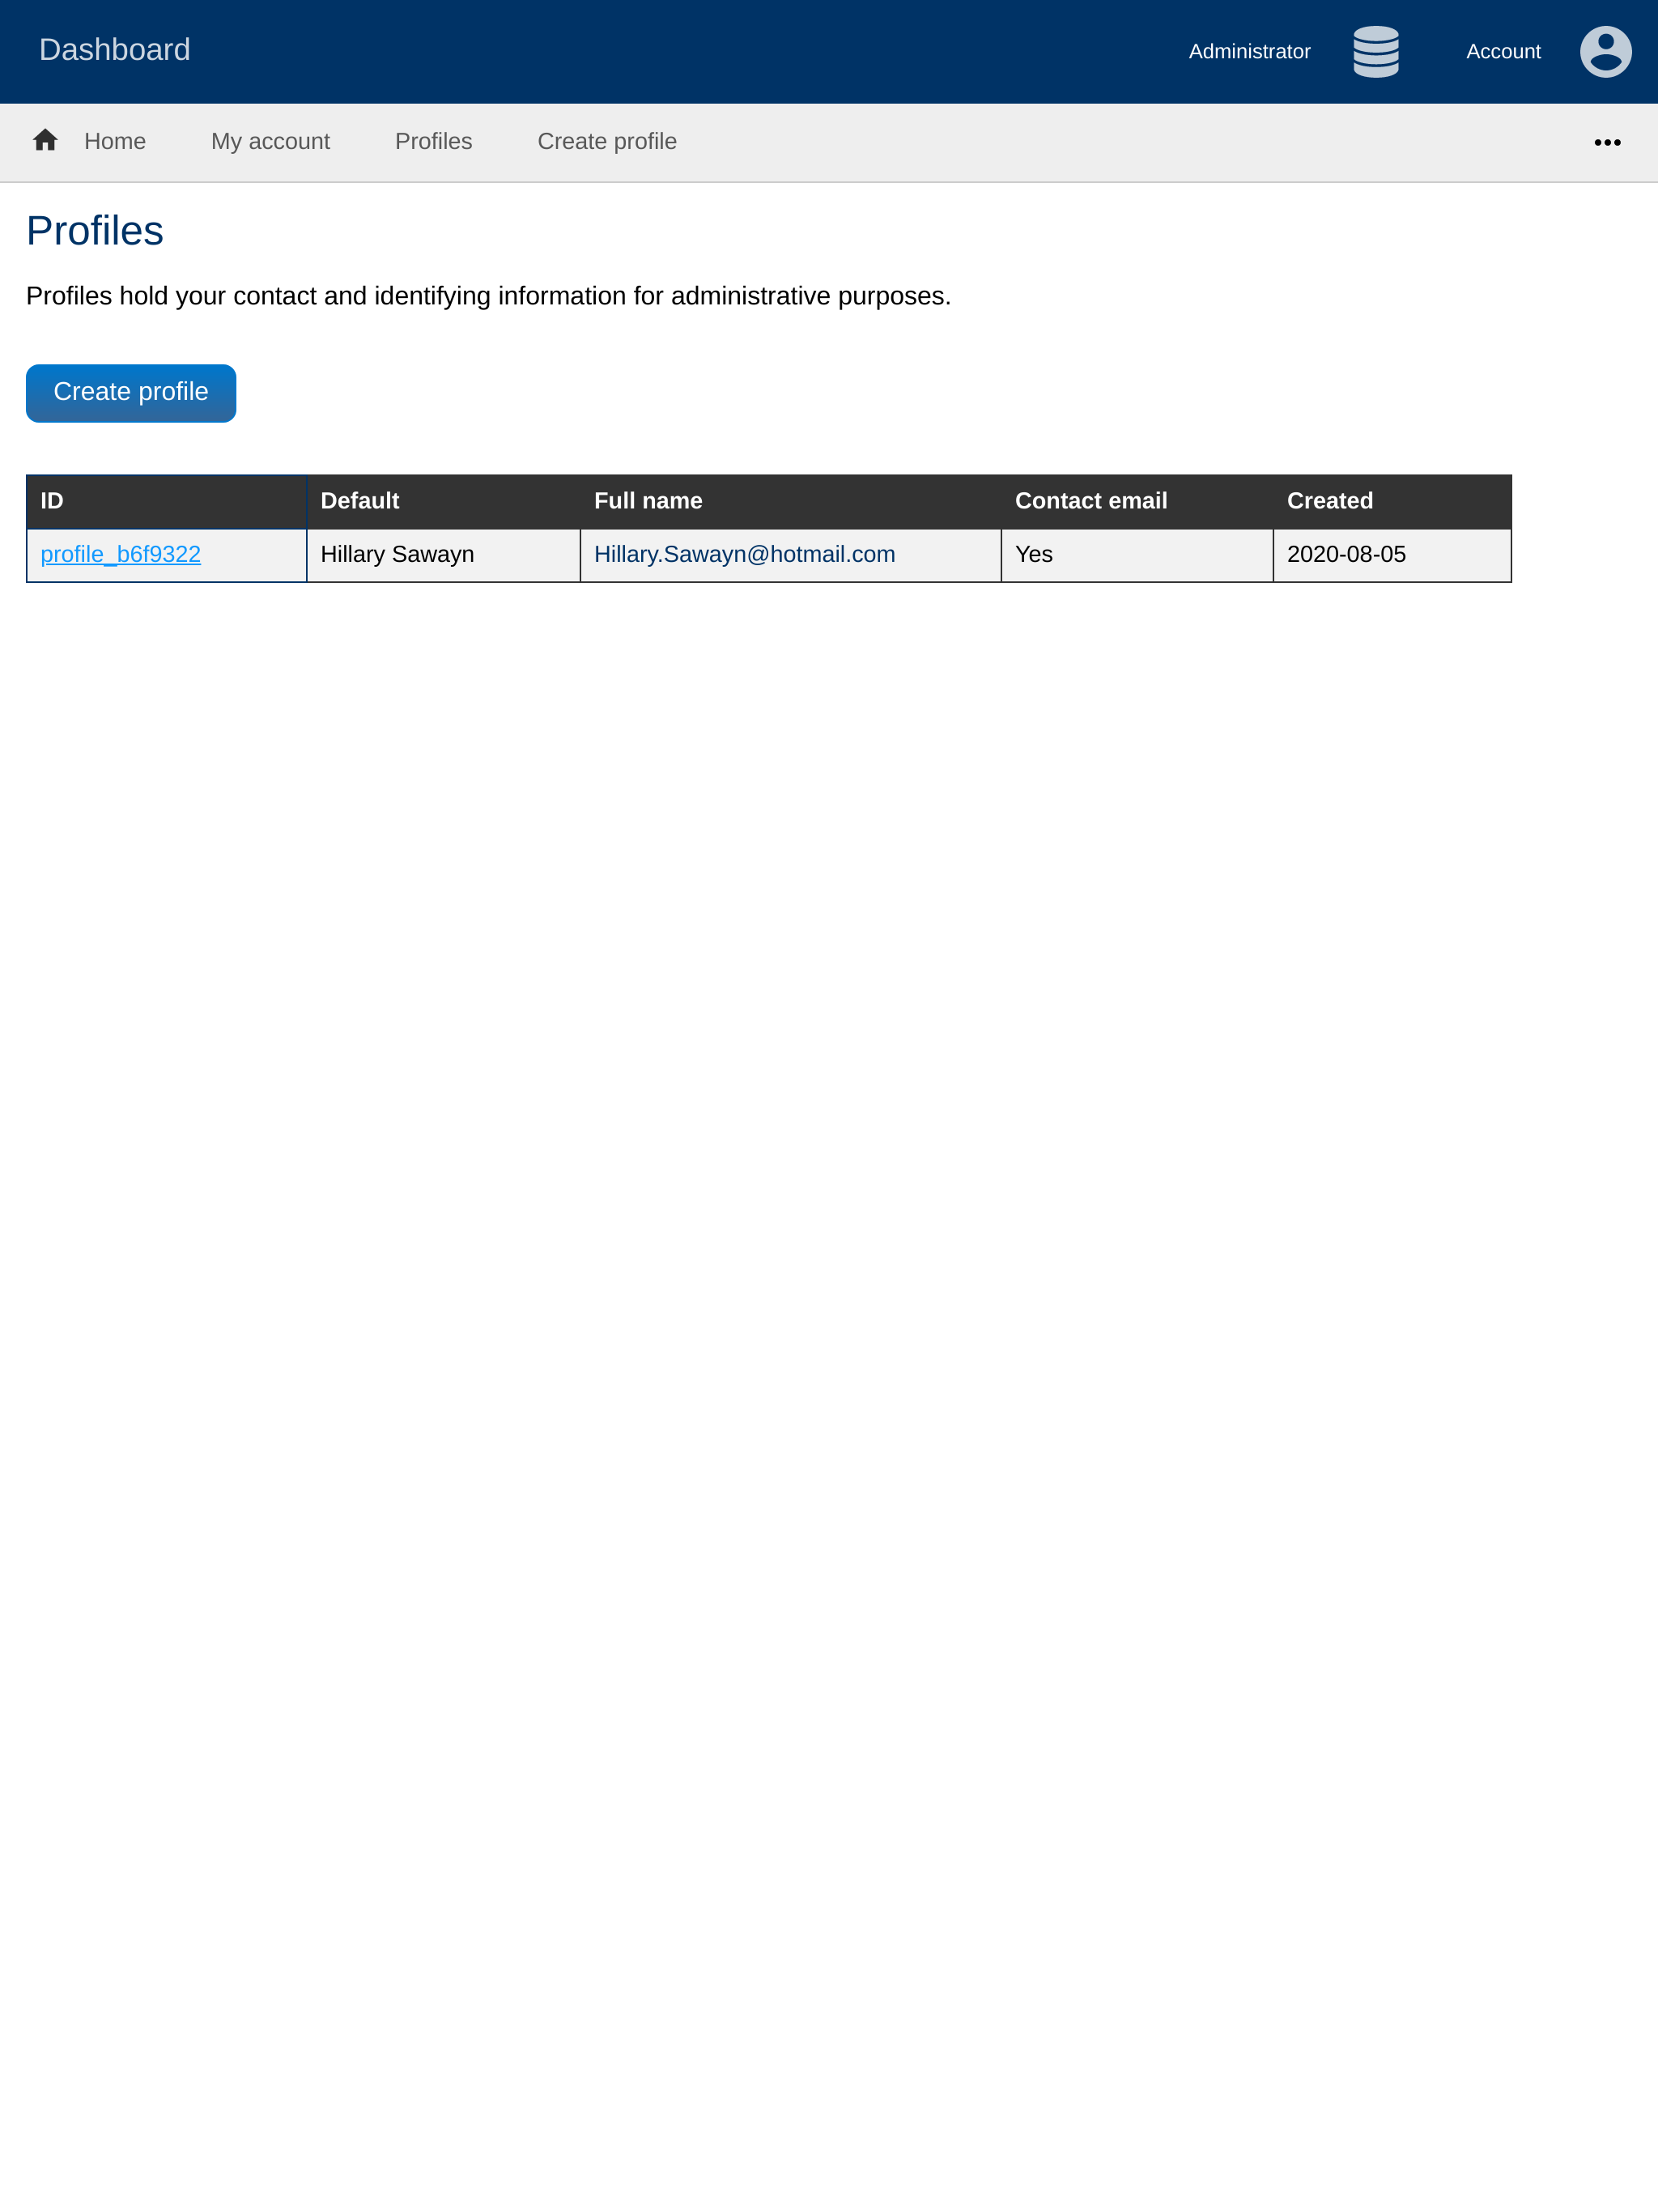 Dashboard Administrator Account
Home My account Profiles Create profile
Profiles
Profiles hold your contact and identifying information for administrative purposes.
Create profile
ID Default Full name Contact email Created
profile_b6f9322 Hillary Sawayn Hillary.Sawayn@hotmail.com Yes 2020-08-05